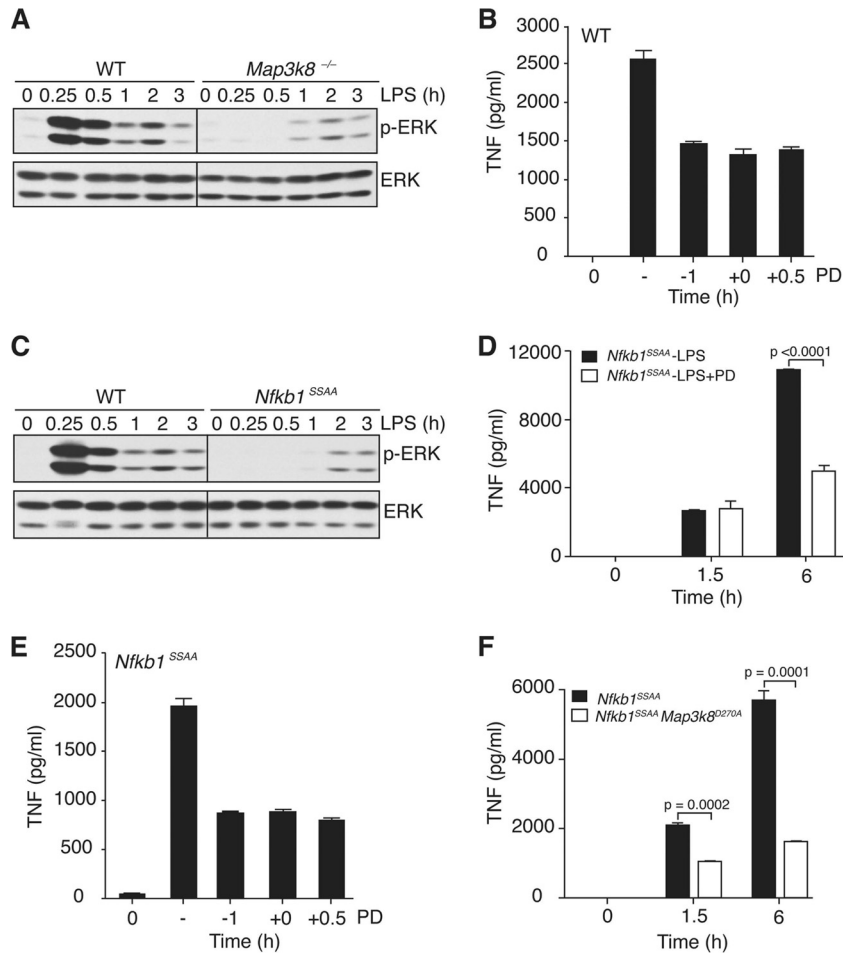 A
WT Map3k8 –/–
0 0.25 0.5 1 2 3 0 0.25 0.5 1 2 3 LPS (h)
p-ERK
ERK
B
WT
TNF (pg/ml)
3000
2500
2000
1500
1000
500
0
0 - -1 +0 +0.5 PD
Time (h)
C
WT Nfkb1 SSAA
0 0.25 0.5 1 2 3 0 0.25 0.5 1 2 3 LPS (h)
p-ERK
ERK
D
Nfkb1SSAA-LPS
Nfkb1SSAA-LPS+PD
p <0.0001
TNF (pg/ml)
12000
8000
4000
0
0 1.5 6
Time (h)
E
Nfkb1 SSAA
TNF (pg/ml)
2500
2000
1500
1000
500
0
0 - -1 +0 +0.5 PD
Time (h)
F
Nfkb1SSAA
Nfkb1SSAA Map3k8D270A
p = 0.0001
p = 0.0002
TNF (pg/ml)
6000
4000
2000
0
0 1.5 6
Time (h)